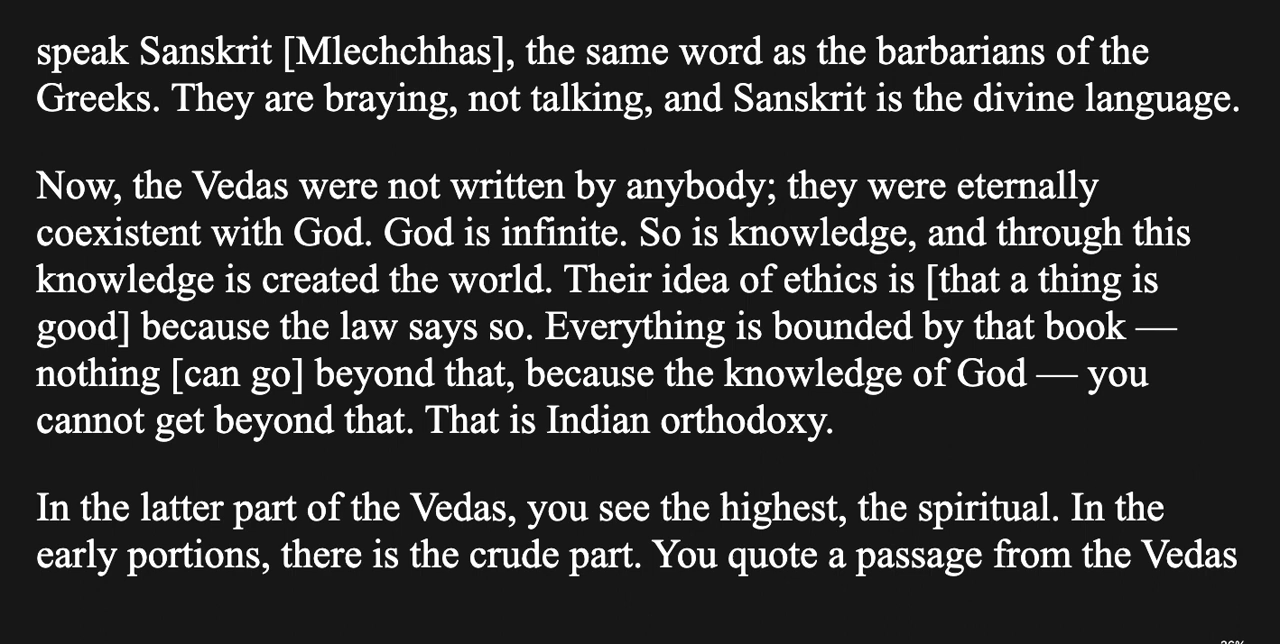 speak Sanskrit [Mlechchhas], the same word as the barbarians of the
Greeks. They are braying, not talking, and Sanskrit is the divine language.
Now, the Vedas were not written by anybody; they were eternally
coexistent with God. God is infinite. So is knowledge, and through this
knowledge is created the world. Their idea of ethics is [that a thing is
good] because the law says so. Everything is bounded by that book —
nothing [can go] beyond that, because the knowledge of God — you
cannot get beyond that. That is Indian orthodoxy.
In the latter part of the Vedas, you see the highest, the spiritual. In the
early portions, there is the crude part. You quote a passage from the Vedas